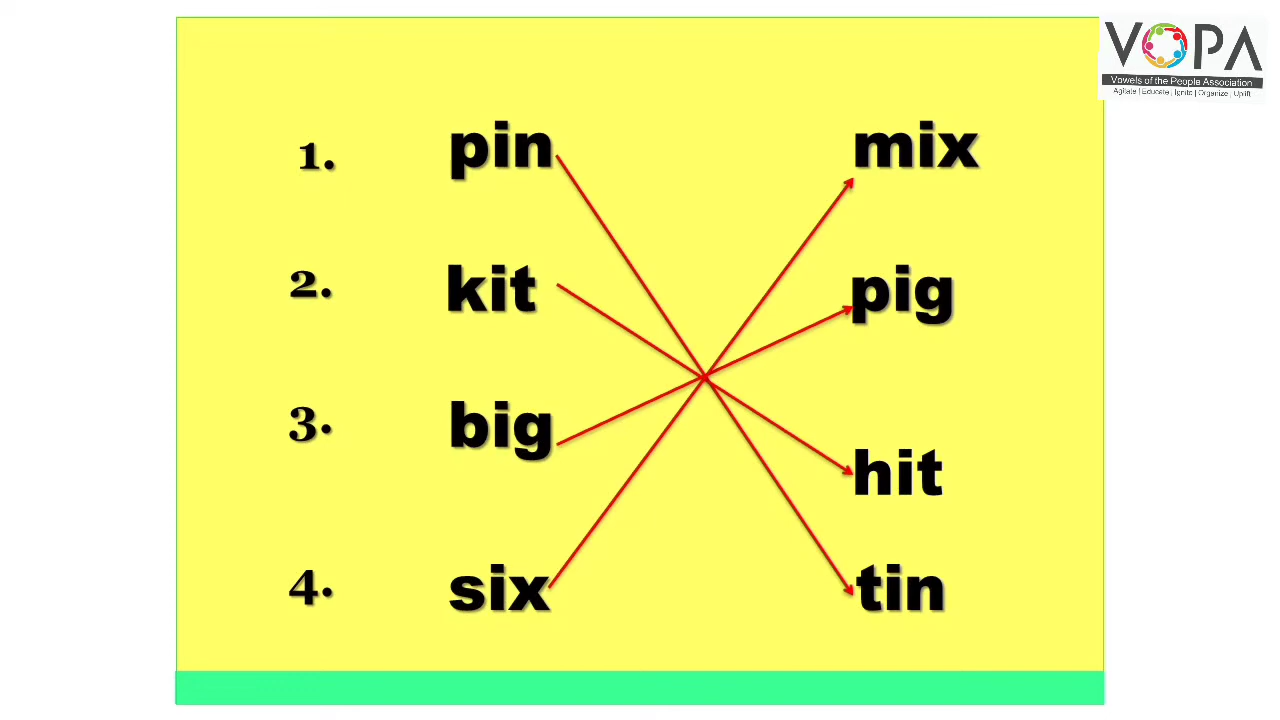 VOPA
Vowels of the People Association
Agitate | Educate | Ignite | Organize | Uplift
1. pin mix
2. kit pig
3. big hit
4. six tin